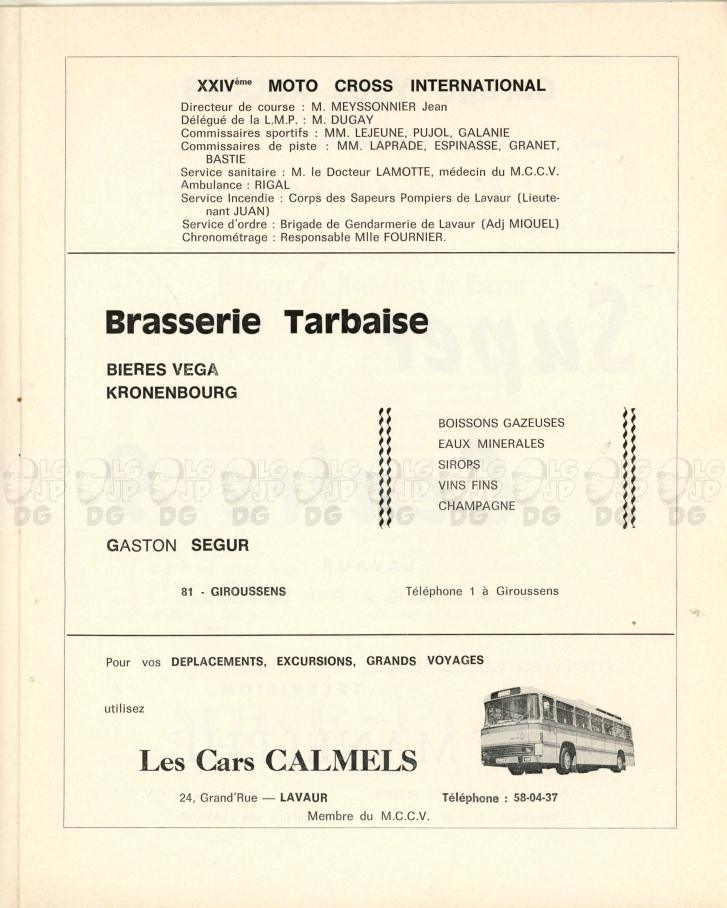 XXIVème MOTO CROSS INTERNATIONAL
Directeur de course : M. MEYSSONNIER Jean
Délégué de la L.M.P. : M. DUGAY
Commissaires sportifs : MM. LEJEUNE, PUJOL, GALANIE
Commissaires de piste : MM. LAPRADE, ESPINASSE, GRANET,
BASTIE
Service sanitaire : M. le Docteur LAMOTTE, médecin du M.C.C.V.
Ambulance : RIGAL
Service Incendie : Corps des Sapeurs Pompiers de Lavaur (Lieute-
nant JUAN)
Service d'ordre : Brigade de Gendarmerie de Lavaur (Adj MIQUEL)
Chronométrage : Responsable Mlle FOURNIER.
Brasserie Tarbaise
BIERES VEGA
KRONENBOURG
BOISSONS GAZEUSES
EAUX MINERALES
SIROPS
VINS FINS
CHAMPAGNE
GASTON SEGUR
81 - GIROUSSENS Téléphone 1 à Giroussens
Pour vos DEPLACEMENTS, EXCURSIONS, GRANDS VOYAGES
utilisez
Les Cars CALMELS
24, Grand'Rue — LAVAUR Téléphone : 58-04-37
Membre du M.C.C.V.